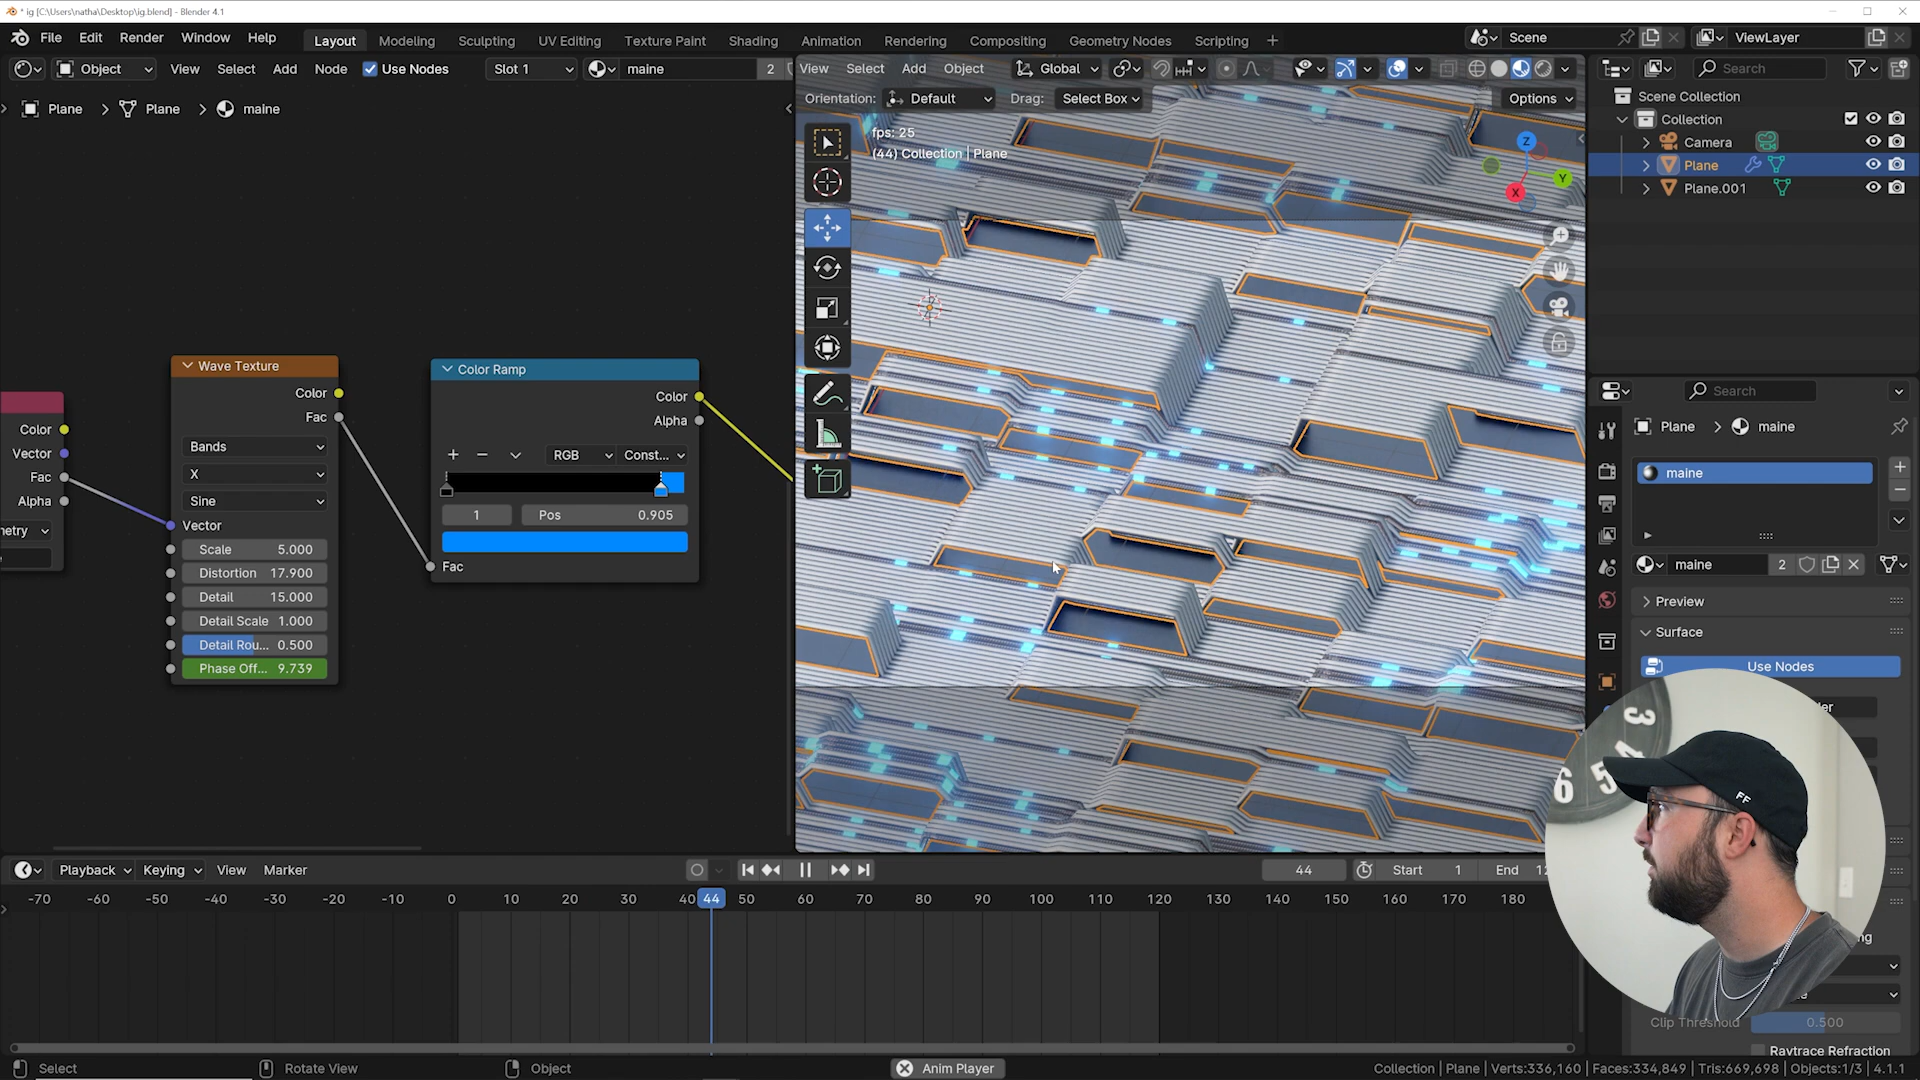 * ig [C:\Users\natha\Desktop\ig.blend] - Blender 4.1
File Edit Render Window Help
Layout Modeling Sculpting UV Editing Texture Paint Shading Animation Rendering Compositing Geometry Nodes Scripting +
Scene
ViewLayer
Object View Select Add Node Use Nodes Slot 1 maine 2
View Select Add Object Global
Search
Plane > Plane > maine
Orientation: Default Drag: Select Box Options
Scene Collection
Collection
Camera
Plane
Plane.001
fps: 25
(44) Collection | Plane
Z
Y
X
Wave Texture
Color
Fac
Bands
X
Sine
Vector
Scale 5.000
Distortion 17.900
Detail 15.000
Detail Scale 1.000
Detail Rou... 0.500
Phase Off... 9.739
Color
Vector
Fac
Alpha
Color Ramp
Color
Alpha
RGB Const...
1 Pos 0.905
Fac
Search
Plane > maine
maine
maine 2
Preview
Surface
Use Nodes
3
4
5
6
FF
Clip Threshold 0.500
Raytrace Refraction
Playback Keying View Marker
44 Start 1 End
-70 -60 -50 -40 -30 -20 -10 0 10 20 30 40 44 50 60 70 80 90 100 110 120 130 140 150 160 170 180
Select Rotate View Object Anim Player
Collection | Plane | Verts:336,160 | Faces:334,849 | Tris:669,698 | Objects:1/3 | 4.1.1